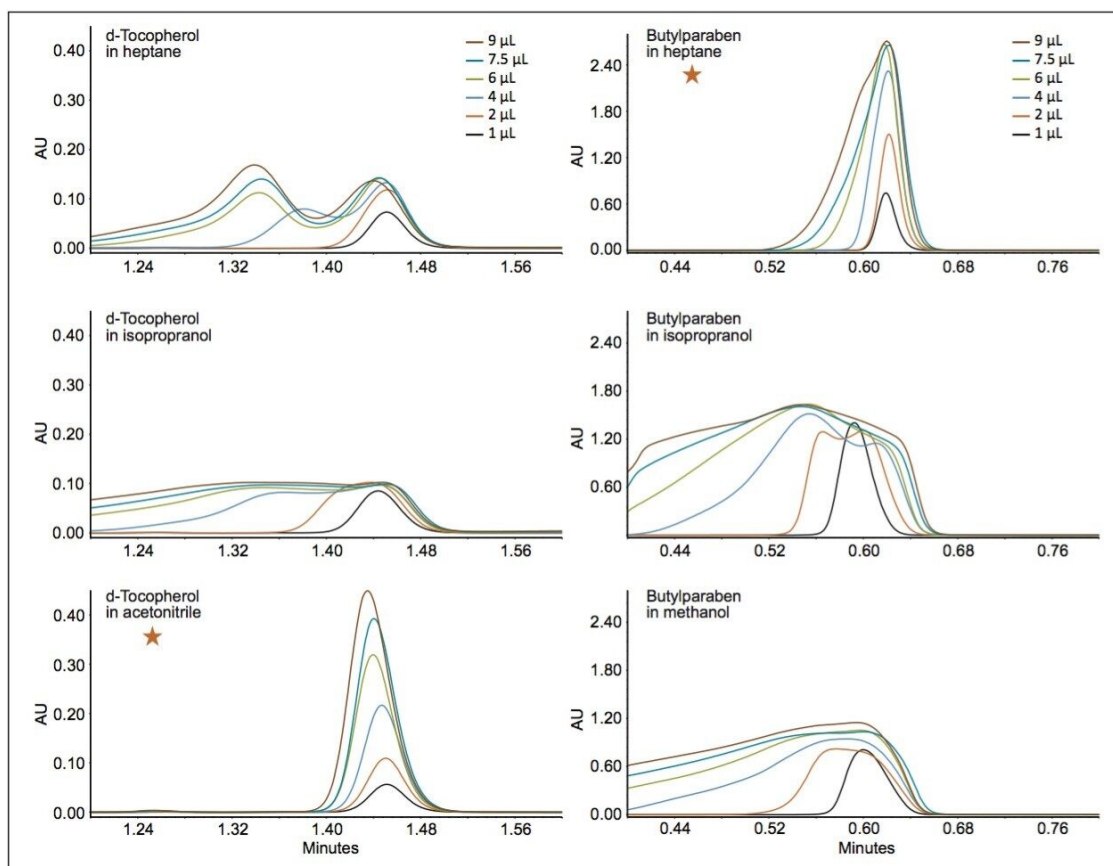 d-Tocopherol
in heptane
9 µL
7.5 µL
6 µL
4 µL
2 µL
1 µL
AU
0.40
0.30
0.20
0.10
0.00
1.24 1.32 1.40 1.48 1.56
Butylparaben
in heptane
9 µL
7.5 µL
6 µL
4 µL
2 µL
1 µL
AU
2.40
1.80
1.20
0.60
0.00
0.44 0.52 0.60 0.68 0.76
d-Tocopherol
in isopropranol
AU
0.40
0.30
0.20
0.10
0.00
1.24 1.32 1.40 1.48 1.56
Butylparaben
in isopropranol
AU
2.40
1.80
1.20
0.60
0.44 0.52 0.60 0.68 0.76
d-Tocopherol
in acetonitrile
AU
0.40
0.30
0.20
0.10
0.00
1.24 1.32 1.40 1.48 1.56
Minutes
Butylparaben
in methanol
AU
2.40
1.80
1.20
0.60
0.00
0.44 0.52 0.60 0.68 0.76
Minutes